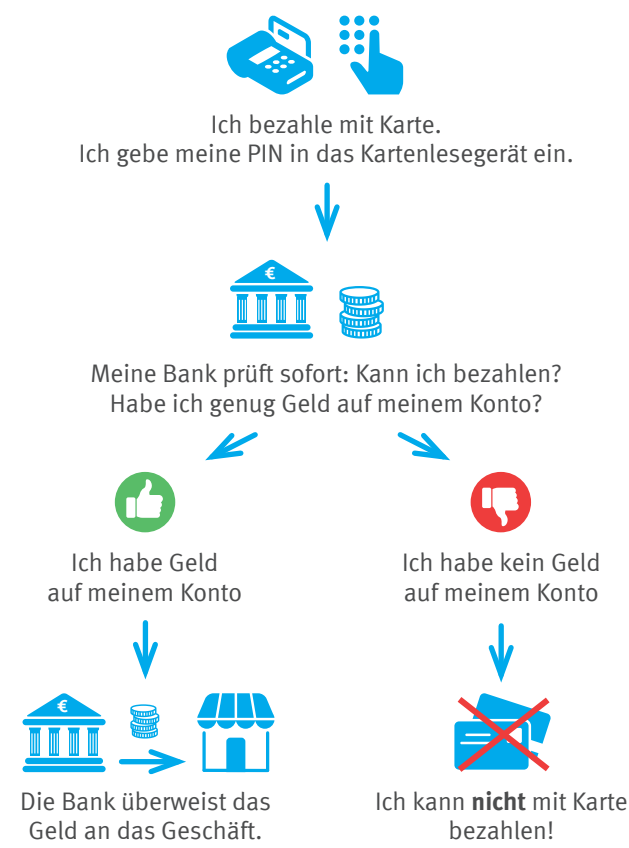 Ich bezahle mit Karte.
Ich gebe meine PIN in das Kartenlesegerät ein.
€
Meine Bank prüft sofort: Kann ich bezahlen?
Habe ich genug Geld auf meinem Konto?
Ich habe Geld
auf meinem Konto
Ich habe kein Geld
auf meinem Konto
€
Die Bank überweist das
Geld an das Geschäft.
Ich kann nicht mit Karte
bezahlen!